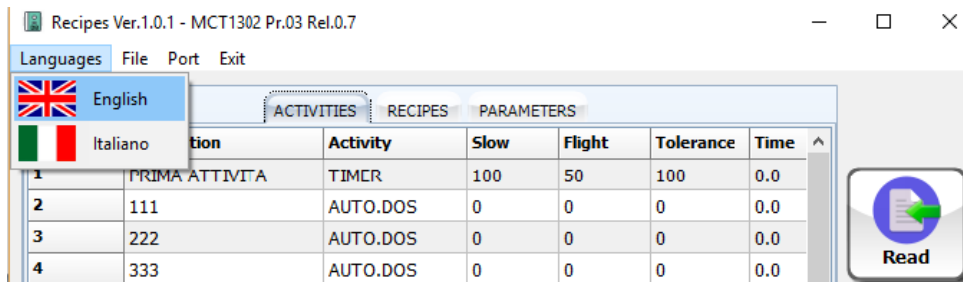 Recipes Ver.1.0.1 - MCT1302 Pr.03 Rel.0.7
Languages File Port Exit
English
Italiano
ACTIVITIES RECIPES PARAMETERS
tion Activity Slow Flight Tolerance Time
1 PRIMA ATTIVITA TIMER 100 50 100 0.0
2 111 AUTO.DOS 0 0 0 0.0
3 222 AUTO.DOS 0 0 0 0.0
4 333 AUTO.DOS 0 0 0 0.0
Read